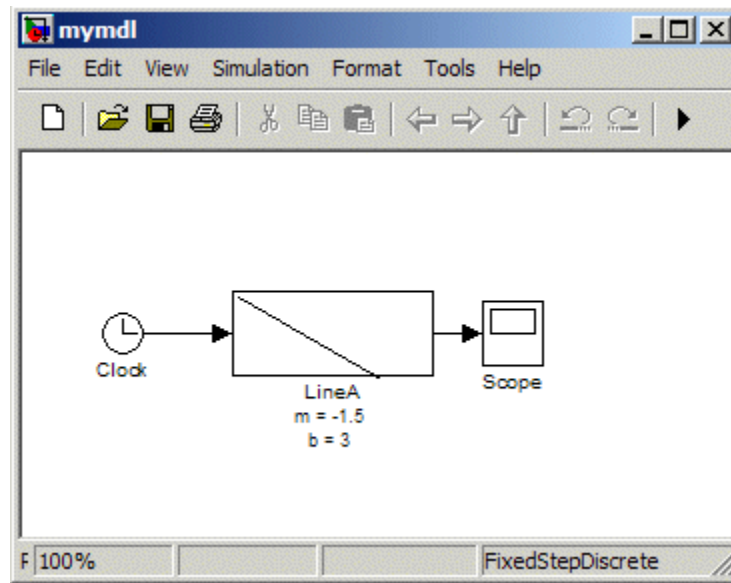 mymdl
File Edit View Simulation Format Tools Help
Clock
LineA
m = -1.5
b = 3
Scope
F 100% FixedStepDiscrete